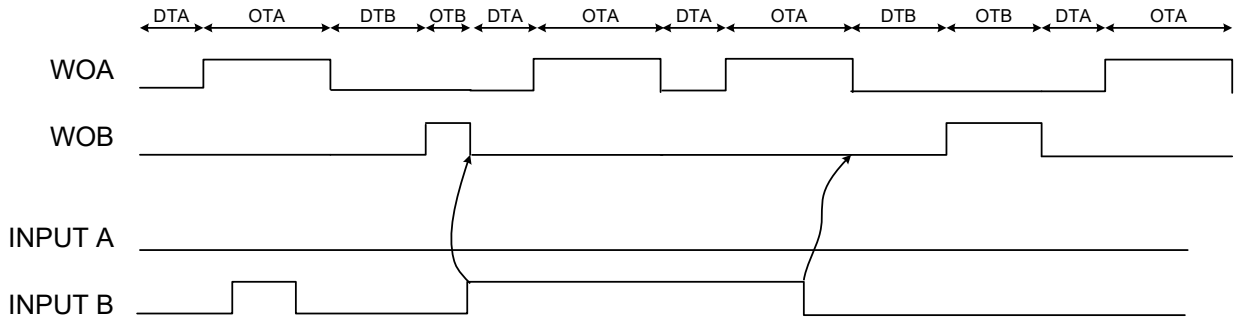 DTA OTA DTB OTB DTA OTA DTA OTA DTB OTB DTA OTA
WOA
WOB
INPUT A
INPUT B